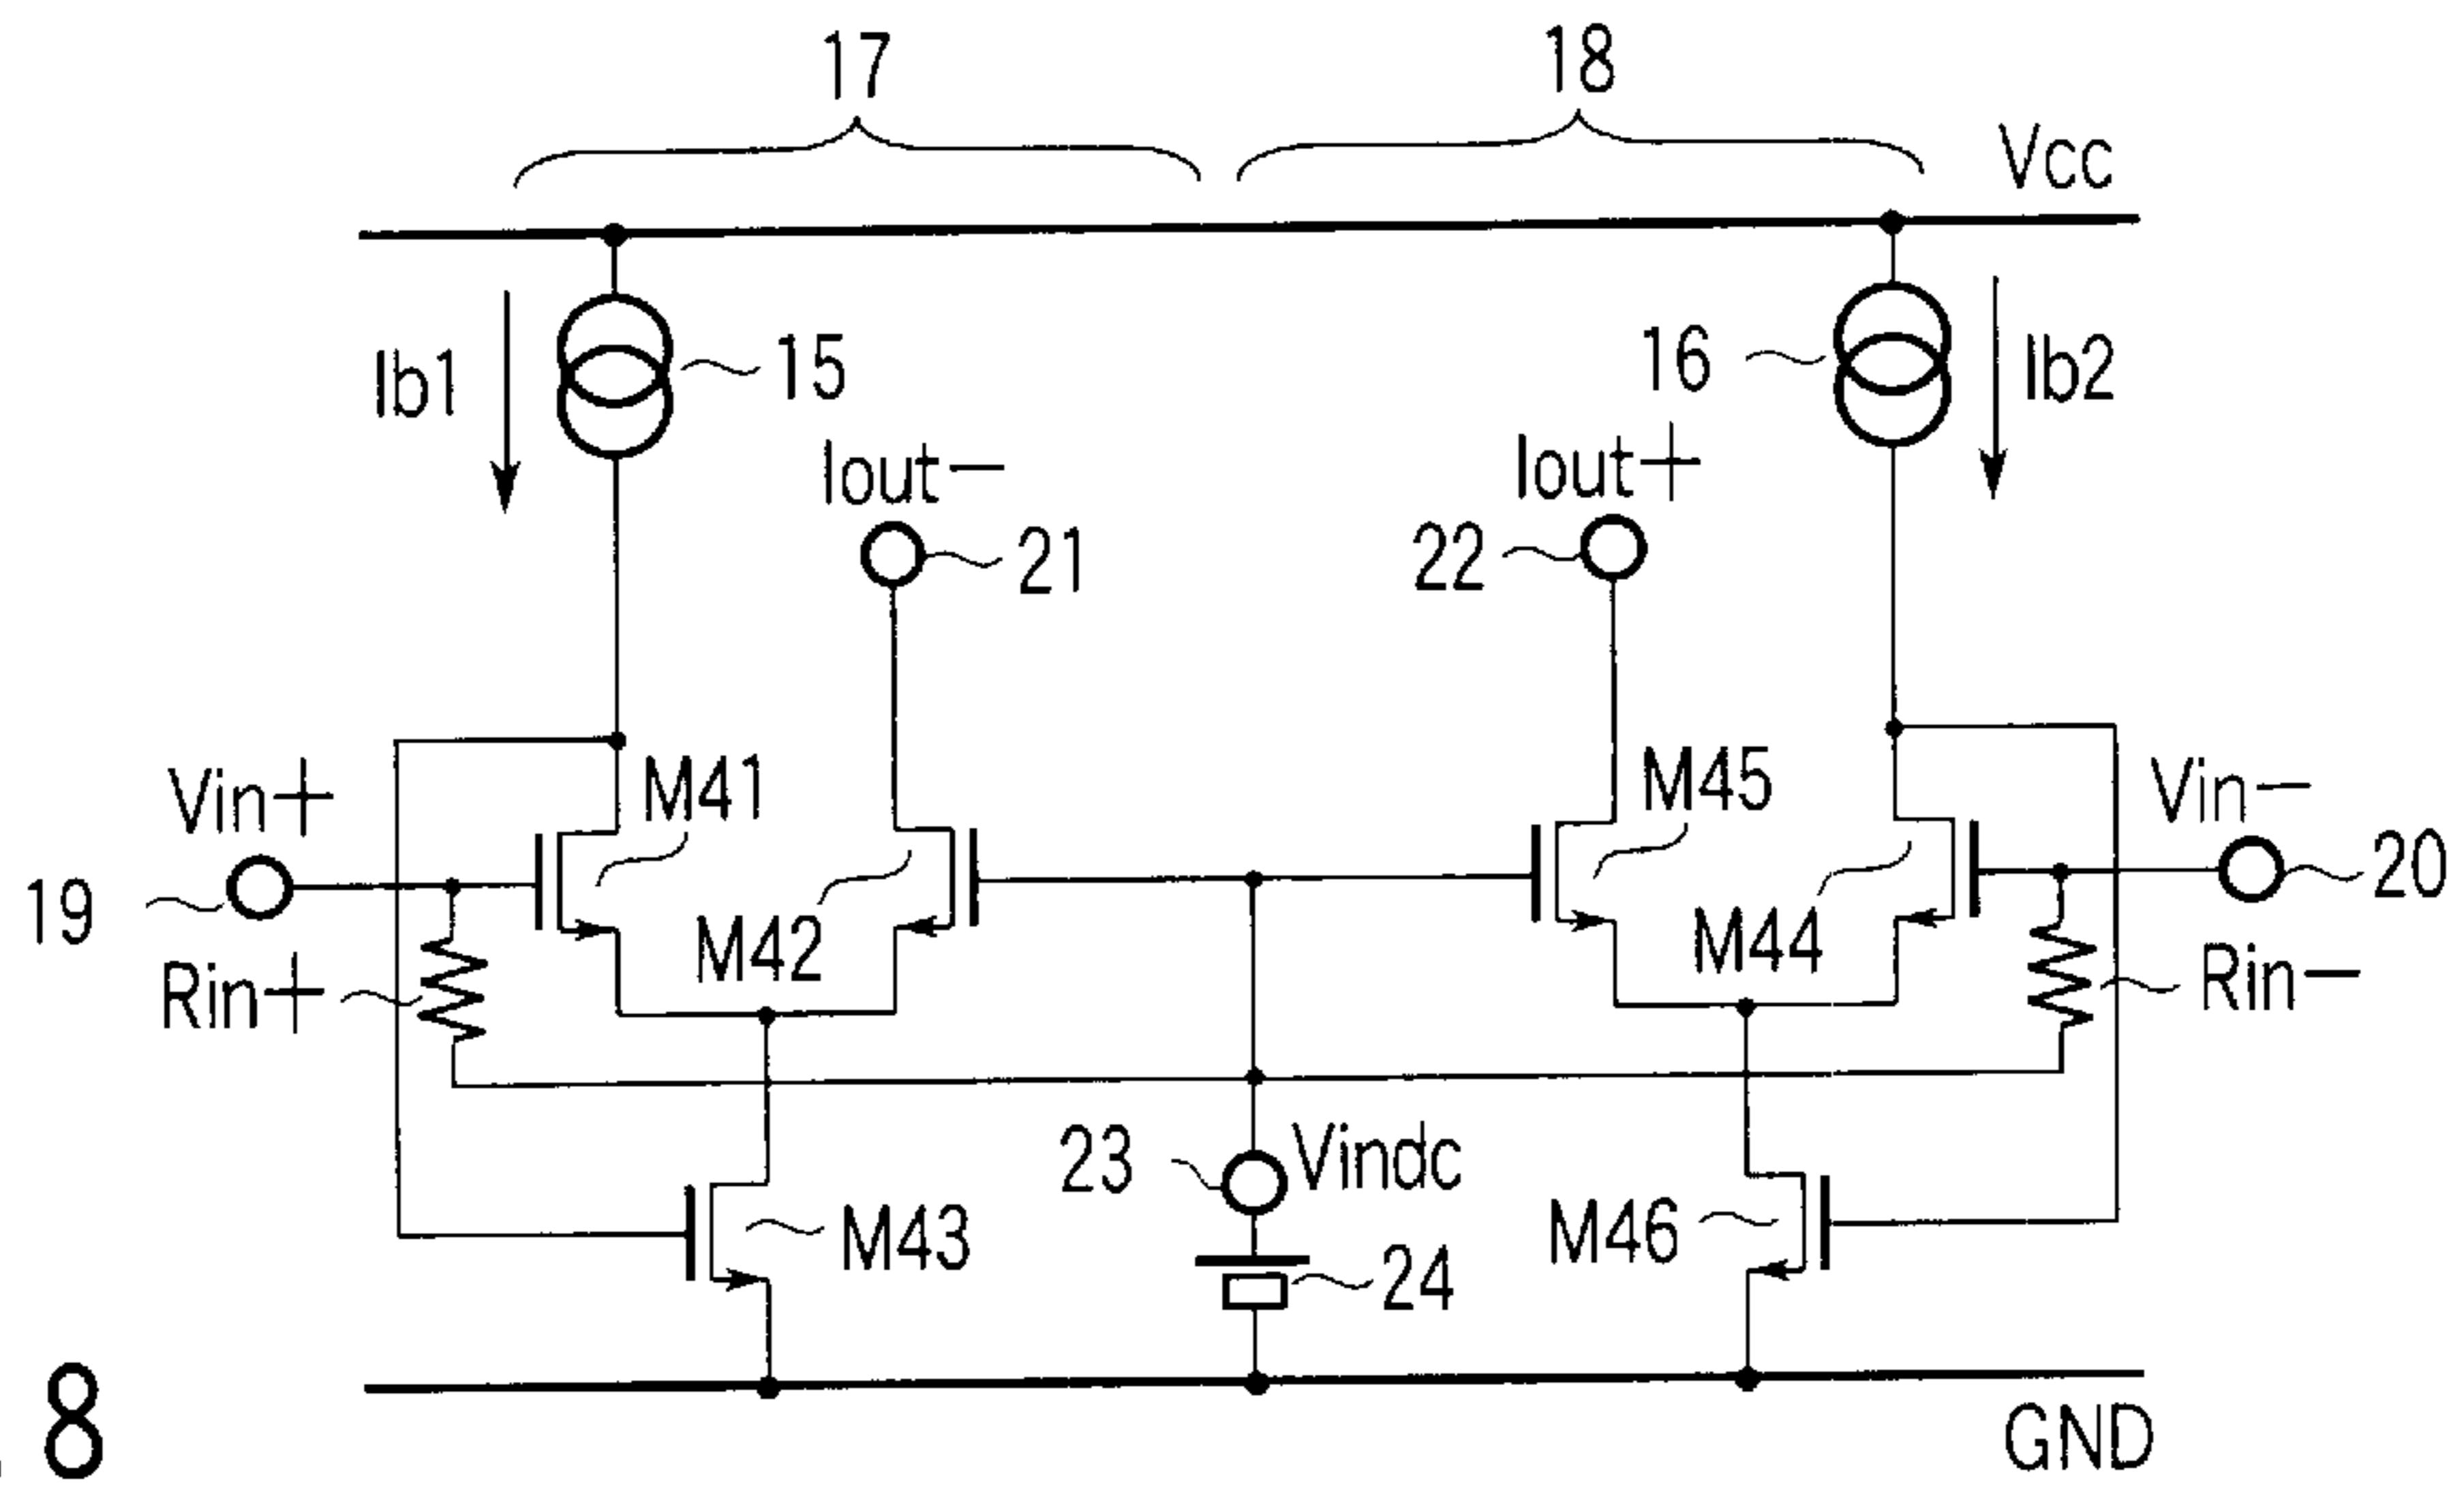 17
18
Vcc
Ib1
15
16
Ib2
Iout−
21
Iout+
22
Vin+
M41
M45
Vin−
19
M42
M44
20
Rin+
Rin−
23
Vindc
M43
M46
24
8
GND